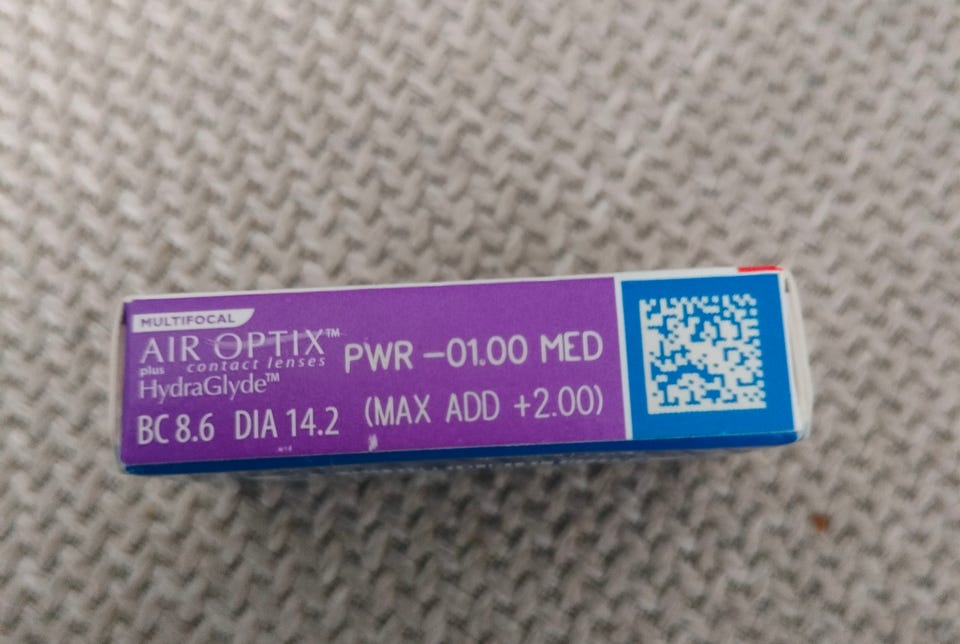 MULTIFOCAL
AIR OPTIX™
plus contact lenses
HydraGlyde™
PWR –01.00 MED
BC 8.6 DIA 14.2 (MAX ADD +2.00)